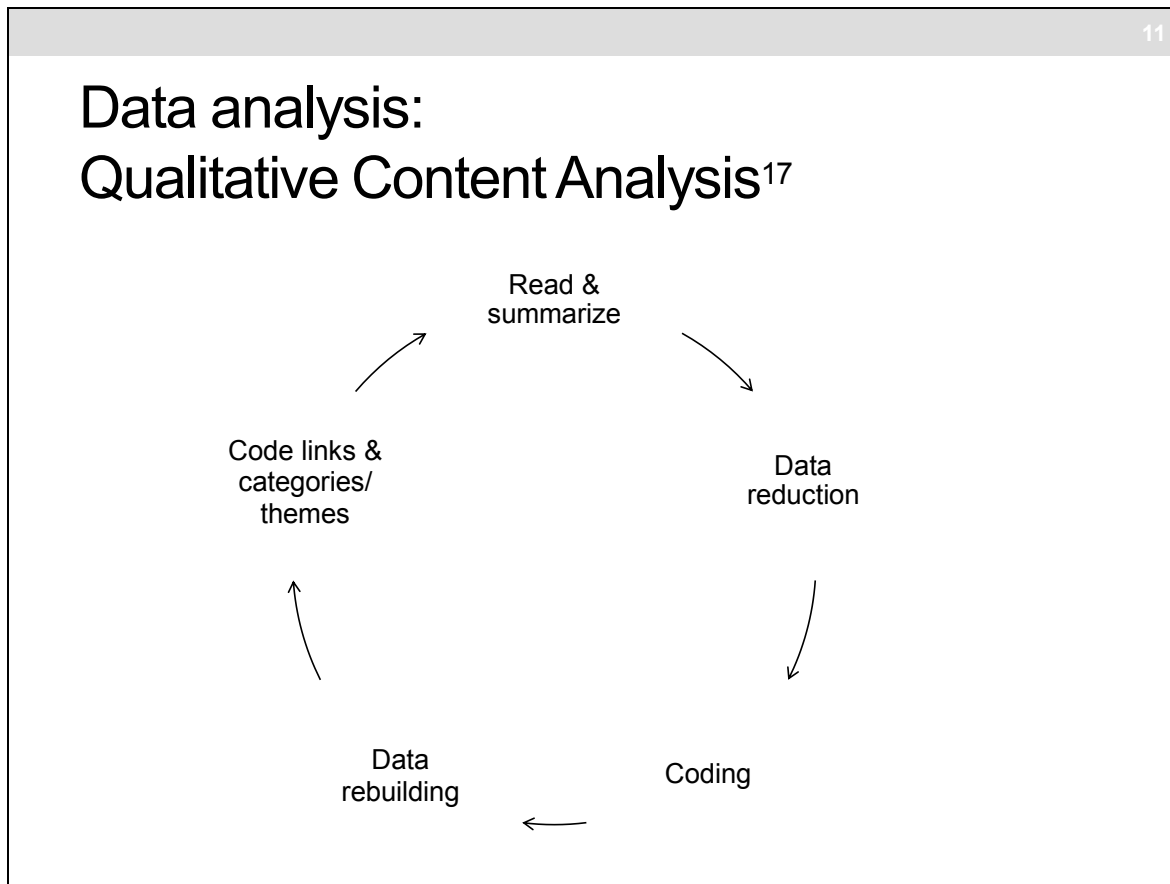 11
Data analysis:
Qualitative Content Analysis17
Read &
summarize
Data
reduction
Coding
Data
rebuilding
Code links &
categories/
themes